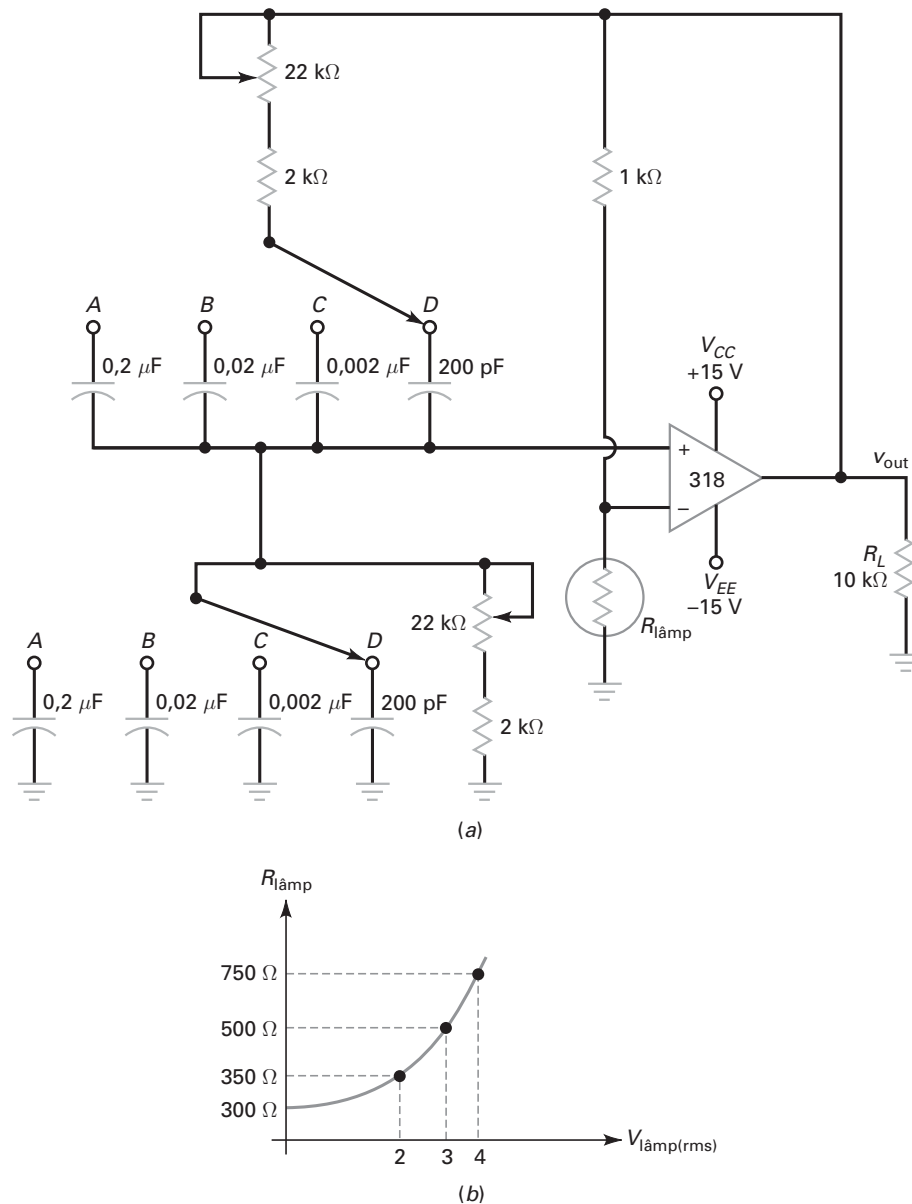 22 kΩ
2 kΩ
1 kΩ
A B C D
0,2 μF 0,02 μF 0,002 μF 200 pF
V_CC
+15 V
+
318
–
v_out
V_EE
–15 V
R_L
10 kΩ
R_lâmp
22 kΩ
A B C D
0,2 μF 0,02 μF 0,002 μF 200 pF
2 kΩ
(a)
R_lâmp
750 Ω
500 Ω
350 Ω
300 Ω
2 3 4
V_lâmp(rms)
(b)